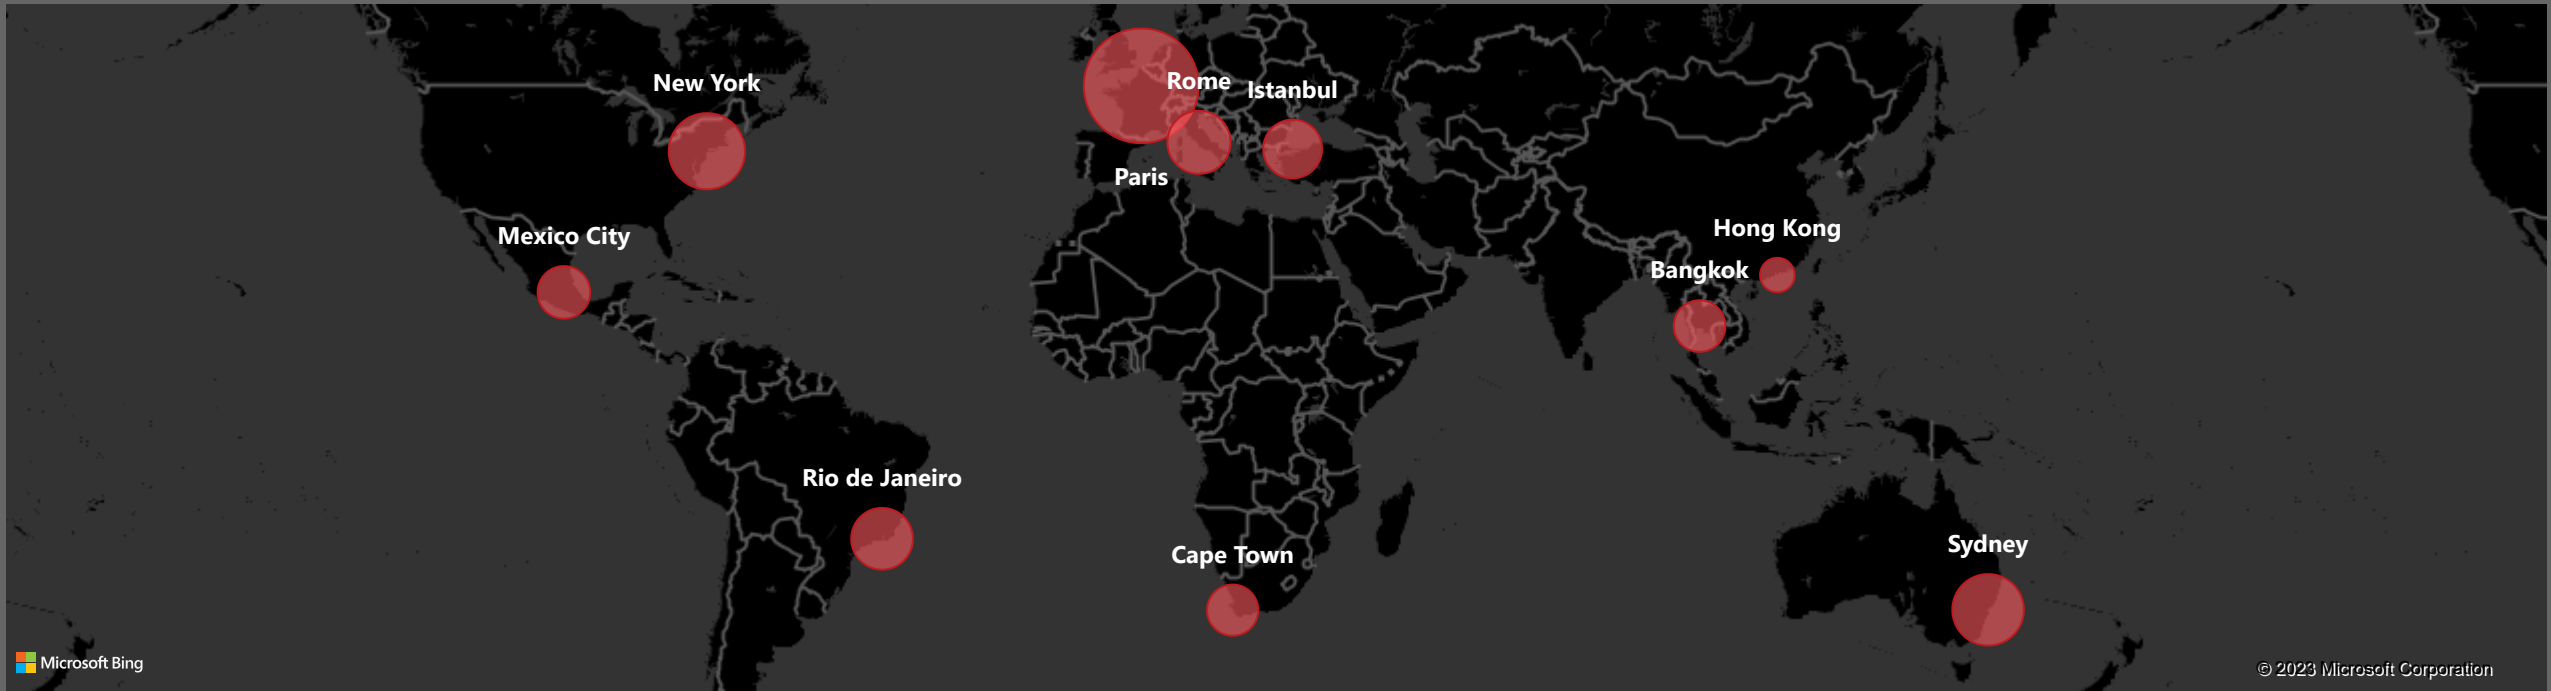 New York
Rome
Istanbul
Paris
Mexico City
Hong Kong
Bangkok
Rio de Janeiro
Cape Town
Sydney
Microsoft Bing
© 2023 Microsoft Corporation